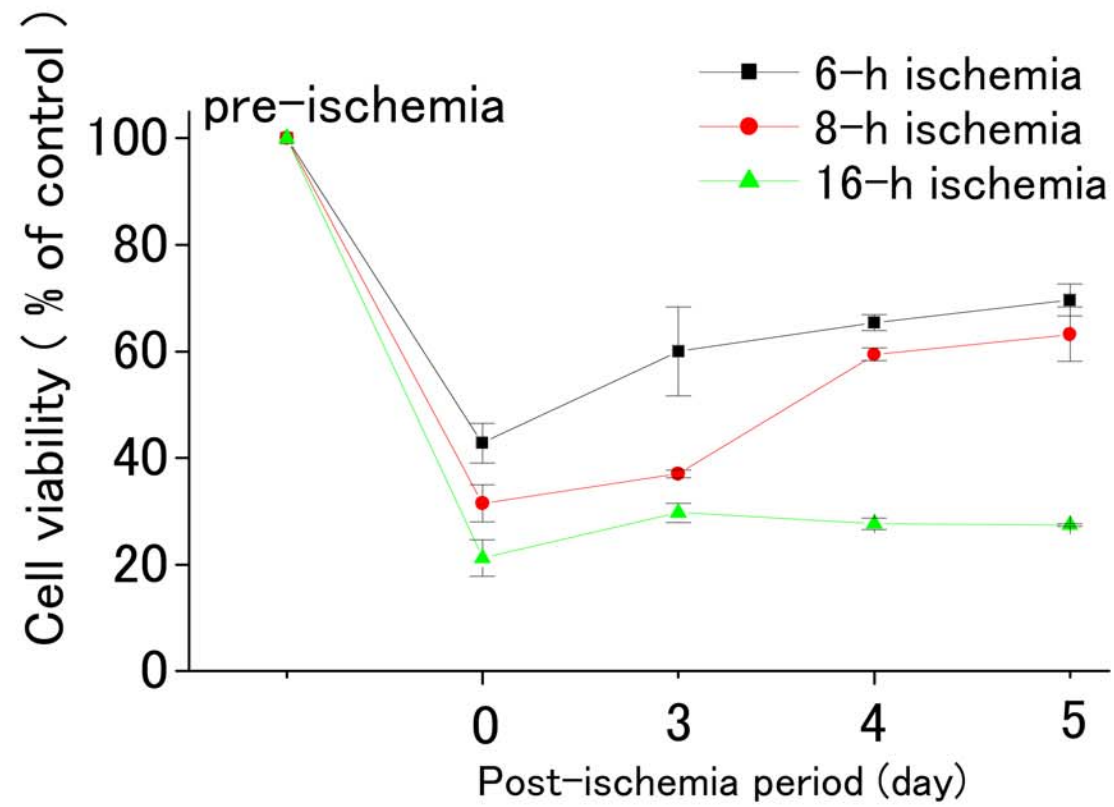 pre-ischemia
6-h ischemia
8-h ischemia
16-h ischemia
Cell viability ( % of control )
100
80
60
40
20
0
0 3 4 5
Post-ischemia period (day)